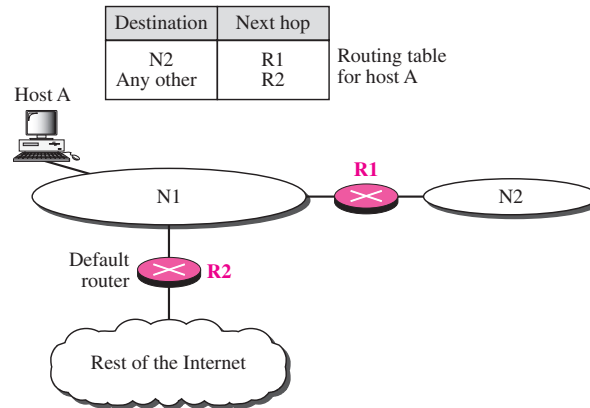 Destination Next hop
N2 R1
Any other R2
Routing table
for host A
Host A
R1
N1
N2
Default
router
R2
Rest of the Internet